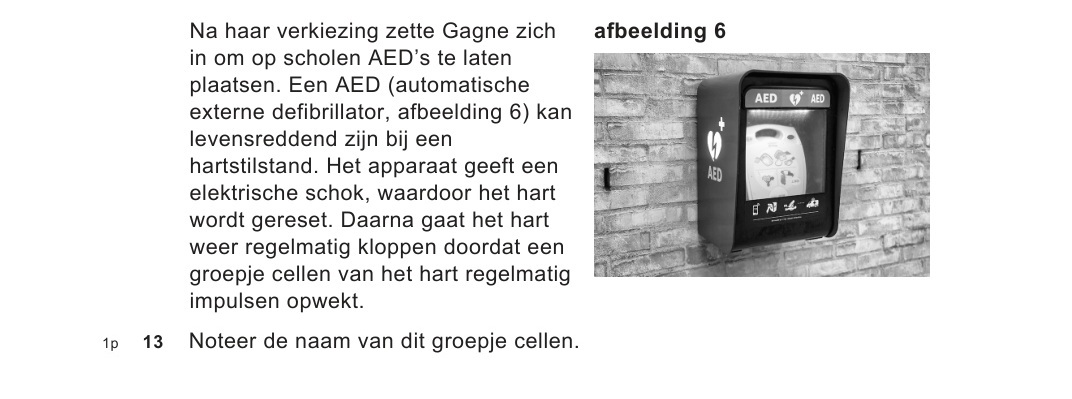 Na haar verkiezing zette Gagne zich
in om op scholen AED’s te laten
plaatsen. Een AED (automatische
externe defibrillator, afbeelding 6) kan
levensreddend zijn bij een
hartstilstand. Het apparaat geeft een
elektrische schok, waardoor het hart
wordt gereset. Daarna gaat het hart
weer regelmatig kloppen doordat een
groepje cellen van het hart regelmatig
impulsen opwekt.
afbeelding 6
AED AED
AED
1p 13 Noteer de naam van dit groepje cellen.